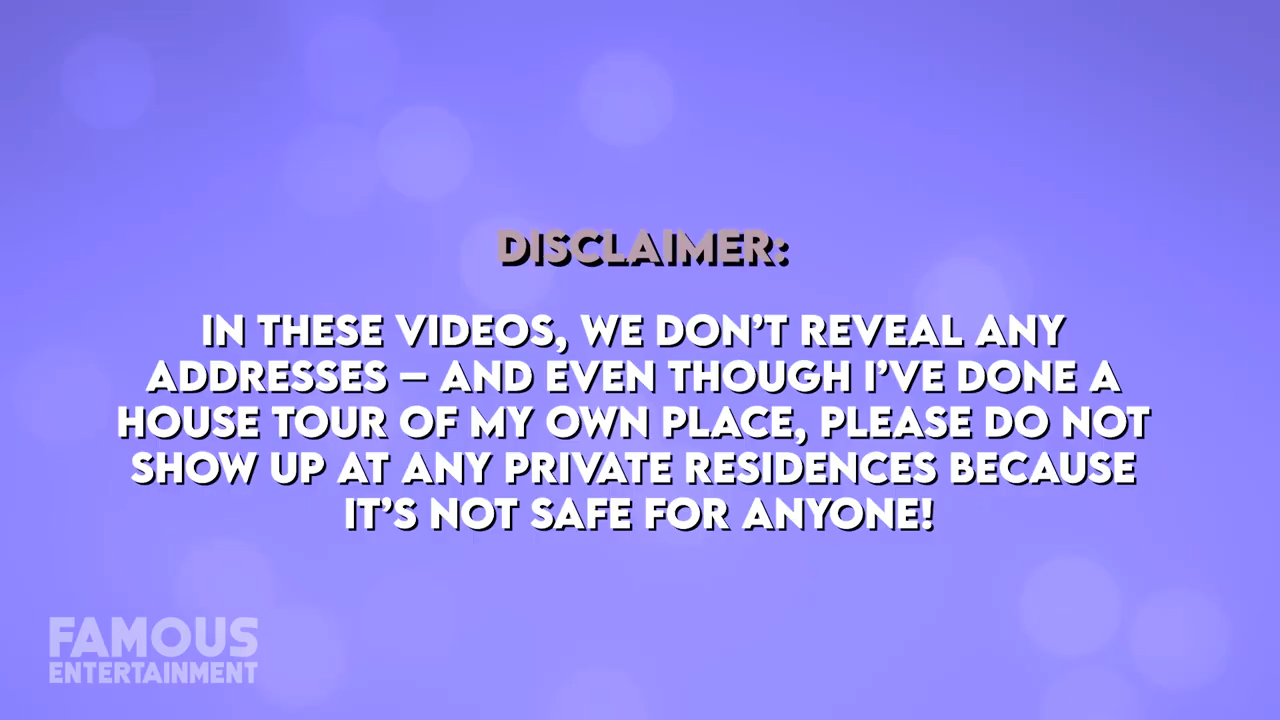 DISCLAIMER:
IN THESE VIDEOS, WE DON'T REVEAL ANY
ADDRESSES – AND EVEN THOUGH I'VE DONE A
HOUSE TOUR OF MY OWN PLACE, PLEASE DO NOT
SHOW UP AT ANY PRIVATE RESIDENCES BECAUSE
IT'S NOT SAFE FOR ANYONE!
FAMOUS
ENTERTAINMENT